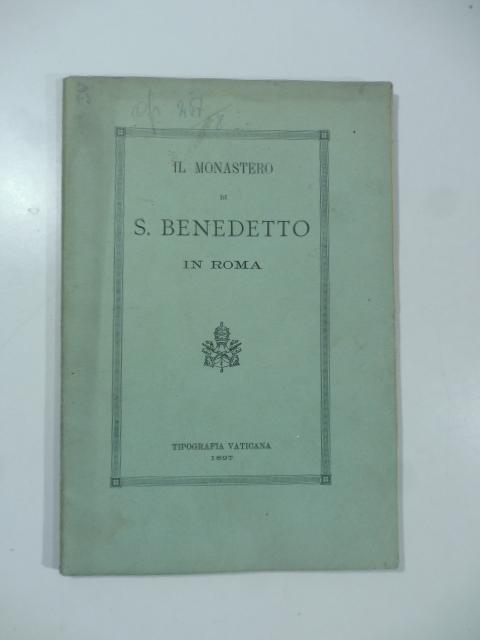 IL MONASTERO
DI
S. BENEDETTO
IN ROMA
TIPOGRAFIA VATICANA
1897